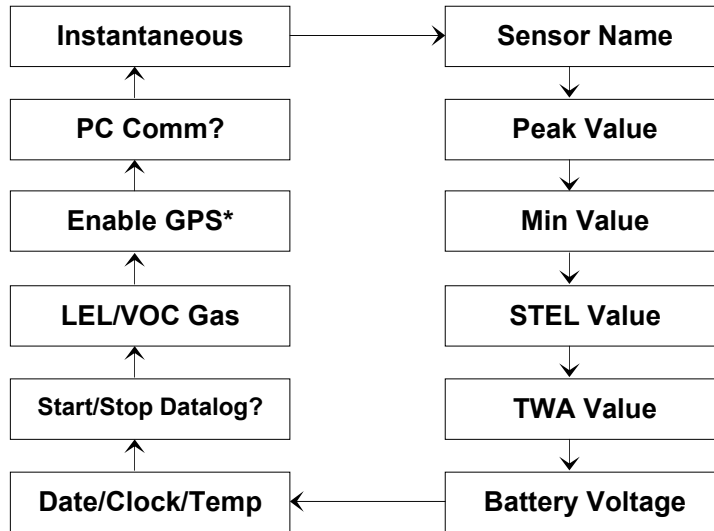 Instantaneous
Sensor Name
PC Comm?
Peak Value
Enable GPS*
Min Value
LEL/VOC Gas
STEL Value
Start/Stop Datalog?
TWA Value
Date/Clock/Temp
Battery Voltage